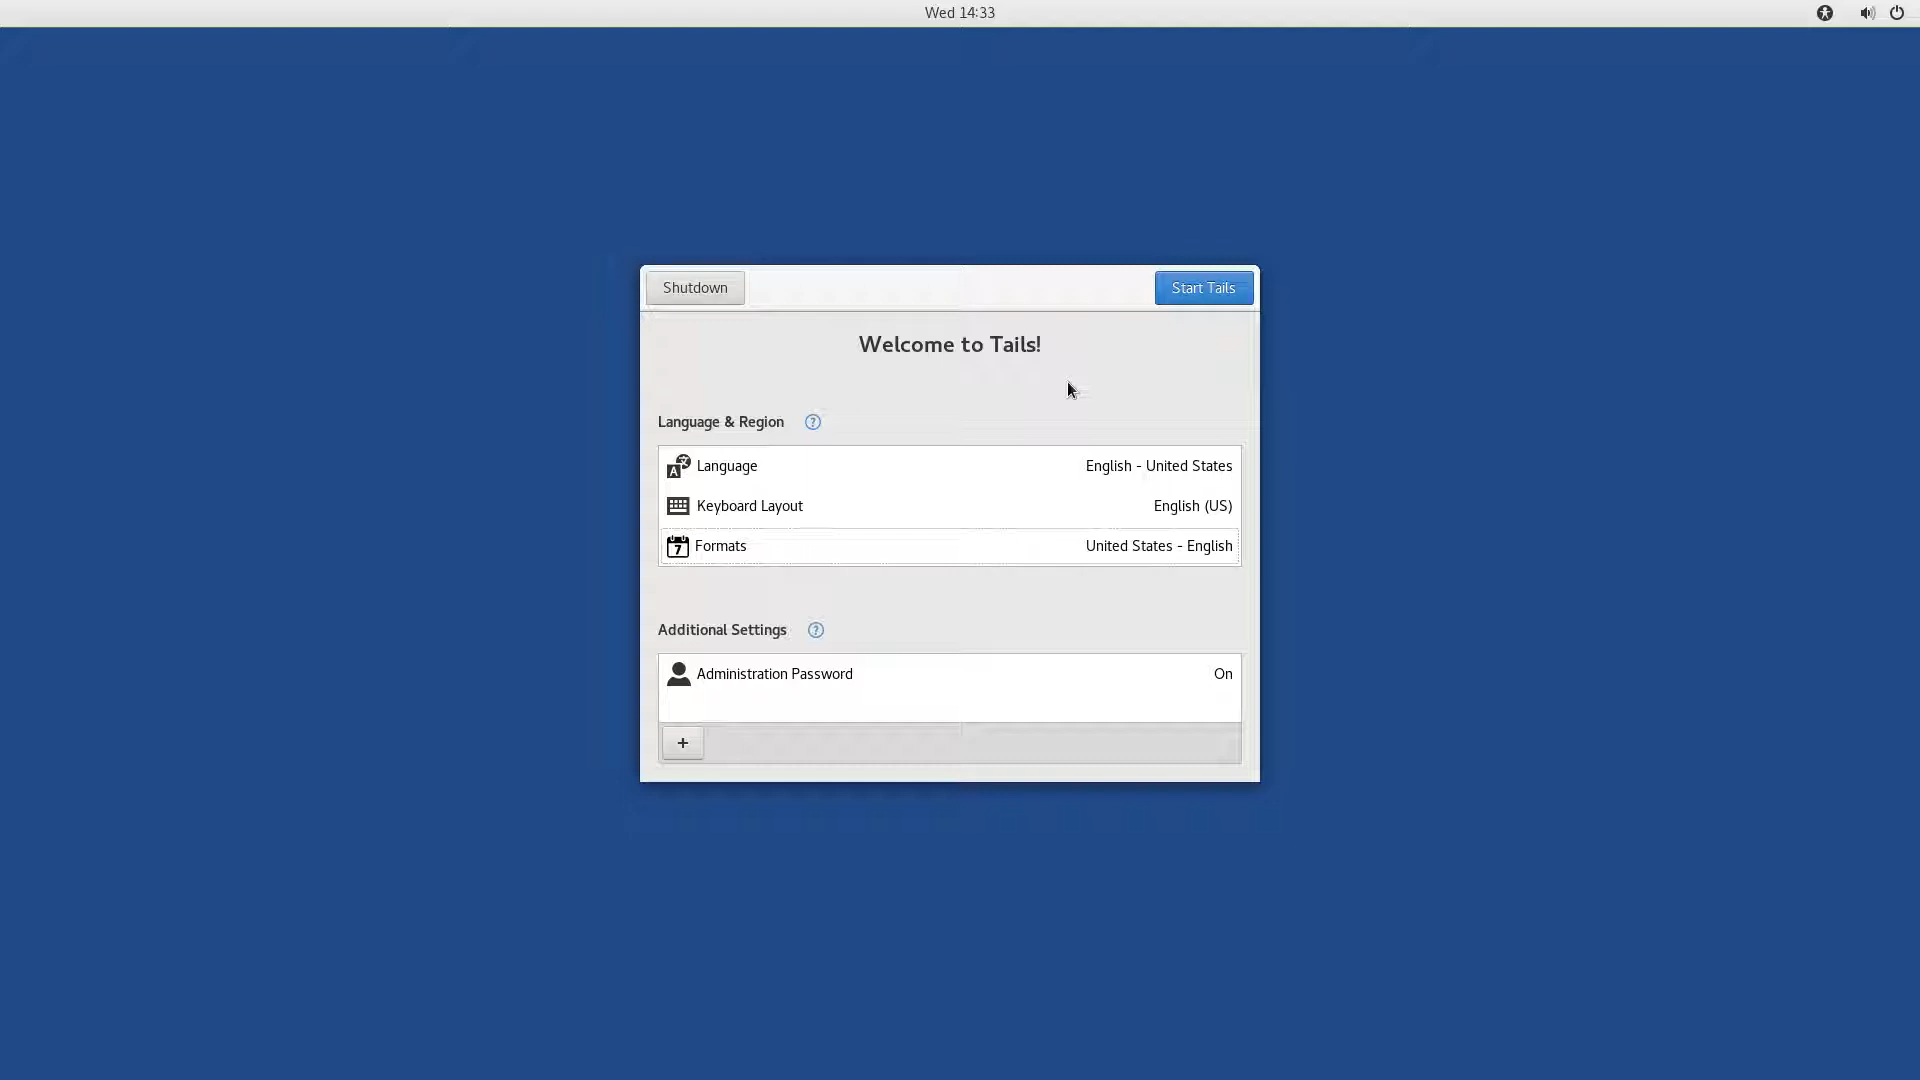 Wed 14:33
Shutdown
Start Tails
Welcome to Tails!
Language & Region
Language
English - United States
Keyboard Layout
English (US)
Formats
United States - English
Additional Settings
Administration Password
On
+